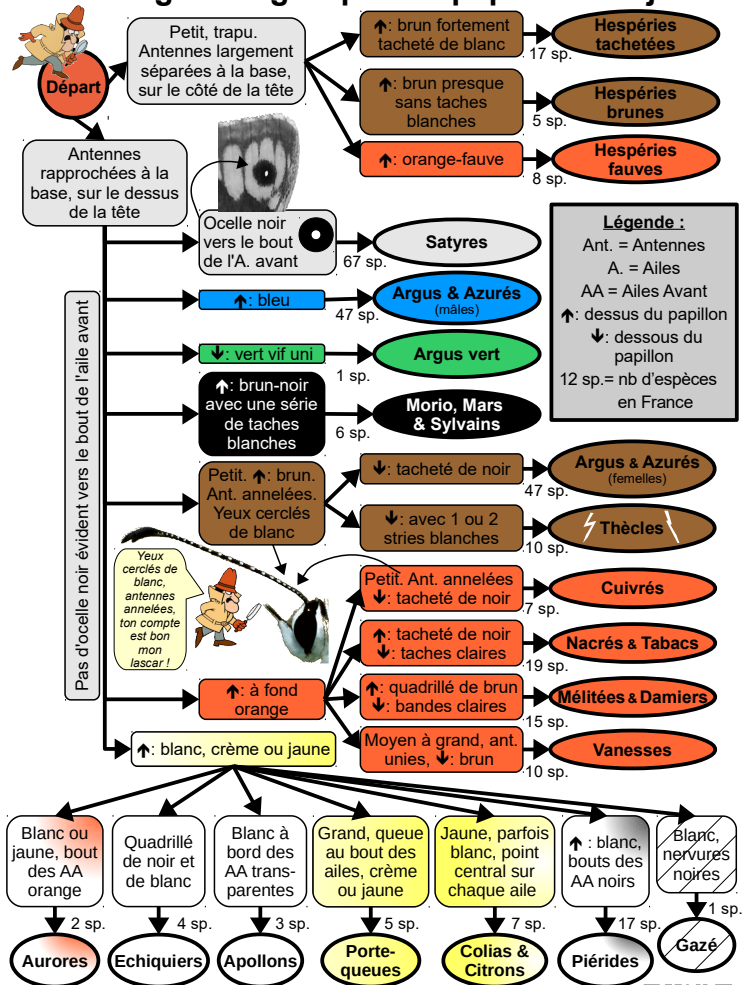 Départ
Petit, trapu.
Antennes largement
séparées à la base,
sur le côté de la tête
🡹: brun fortement
tacheté de blanc
17 sp.
Hespéries
tachetées
🡹: brun presque
sans taches
blanches
5 sp.
Hespéries
brunes
🡹: orange-fauve
8 sp.
Hespéries
fauves
Antennes
rapprochées à la
base, sur le dessus
de la tête
Pas d'ocelle noir évident vers le bout de l'aile avant
Ocelle noir
vers le bout
de l'A. avant
67 sp.
Satyres
🡹: bleu
47 sp.
Argus & Azurés
(mâles)
🡻: vert vif uni
1 sp.
Argus vert
🡹: brun-noir
avec une série
de taches
blanches
6 sp.
Morio, Mars
& Sylvains
Légende :
Ant. = Antennes
A. = Ailes
AA = Ailes Avant
🡹: dessus du papillon
🡻: dessous du
papillon
12 sp.= nb d'espèces
en France
Petit. 🡹: brun.
Ant. annelées.
Yeux cerclés
de blanc
🡻: tacheté de noir
47 sp.
Argus & Azurés
(femelles)
🡻: avec 1 ou 2
stries blanches
10 sp.
Thècles
Yeux
cerclés de
blanc,
antennes
annelées,
ton compte
est bon
mon
lascar !
🡹: à fond
orange
Petit. Ant. annelées
🡻: tacheté de noir
7 sp.
Cuivrés
🡹: tacheté de noir
🡻: taches claires
19 sp.
Nacrés & Tabacs
🡹: quadrillé de brun
🡻: bandes claires
15 sp.
Mélitées & Damiers
Moyen à grand, ant.
unies, 🡻: brun
10 sp.
Vanesses
🡹: blanc, crème ou jaune
Blanc ou
jaune, bout
des AA
orange
2 sp.
Aurores
Quadrillé
de noir et
de blanc
4 sp.
Echiquiers
Blanc à
bord des
AA trans-
parentes
3 sp.
Apollons
Grand, queue
au bout des
ailes, crème
ou jaune
5 sp.
Porte-
queues
Jaune, parfois
blanc, point
central sur
chaque aile
7 sp.
Colias &
Citrons
🡹 : blanc,
bouts des
AA noirs
17 sp.
Piérides
Blanc,
nervures
noires
1 sp.
Gazé